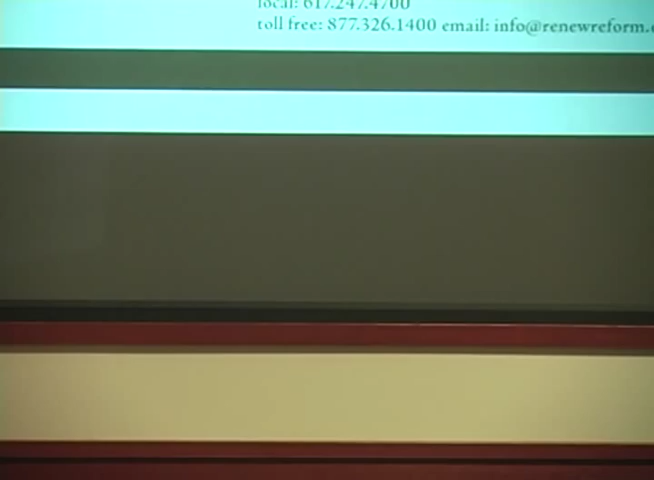 local: 617.247.4700
toll free: 877.326.1400 email: info@renewreform.